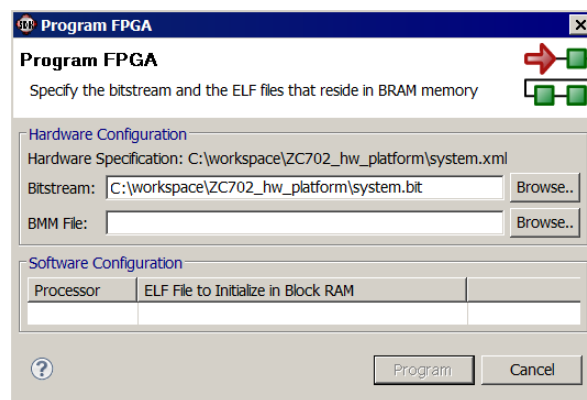 SDK Program FPGA
Program FPGA
Specify the bitstream and the ELF files that reside in BRAM memory
Hardware Configuration
Hardware Specification: C:\workspace\ZC702_hw_platform\system.xml
Bitstream: C:\workspace\ZC702_hw_platform\system.bit Browse..
BMM File: Browse..
Software Configuration
Processor ELF File to Initialize in Block RAM
? Program Cancel